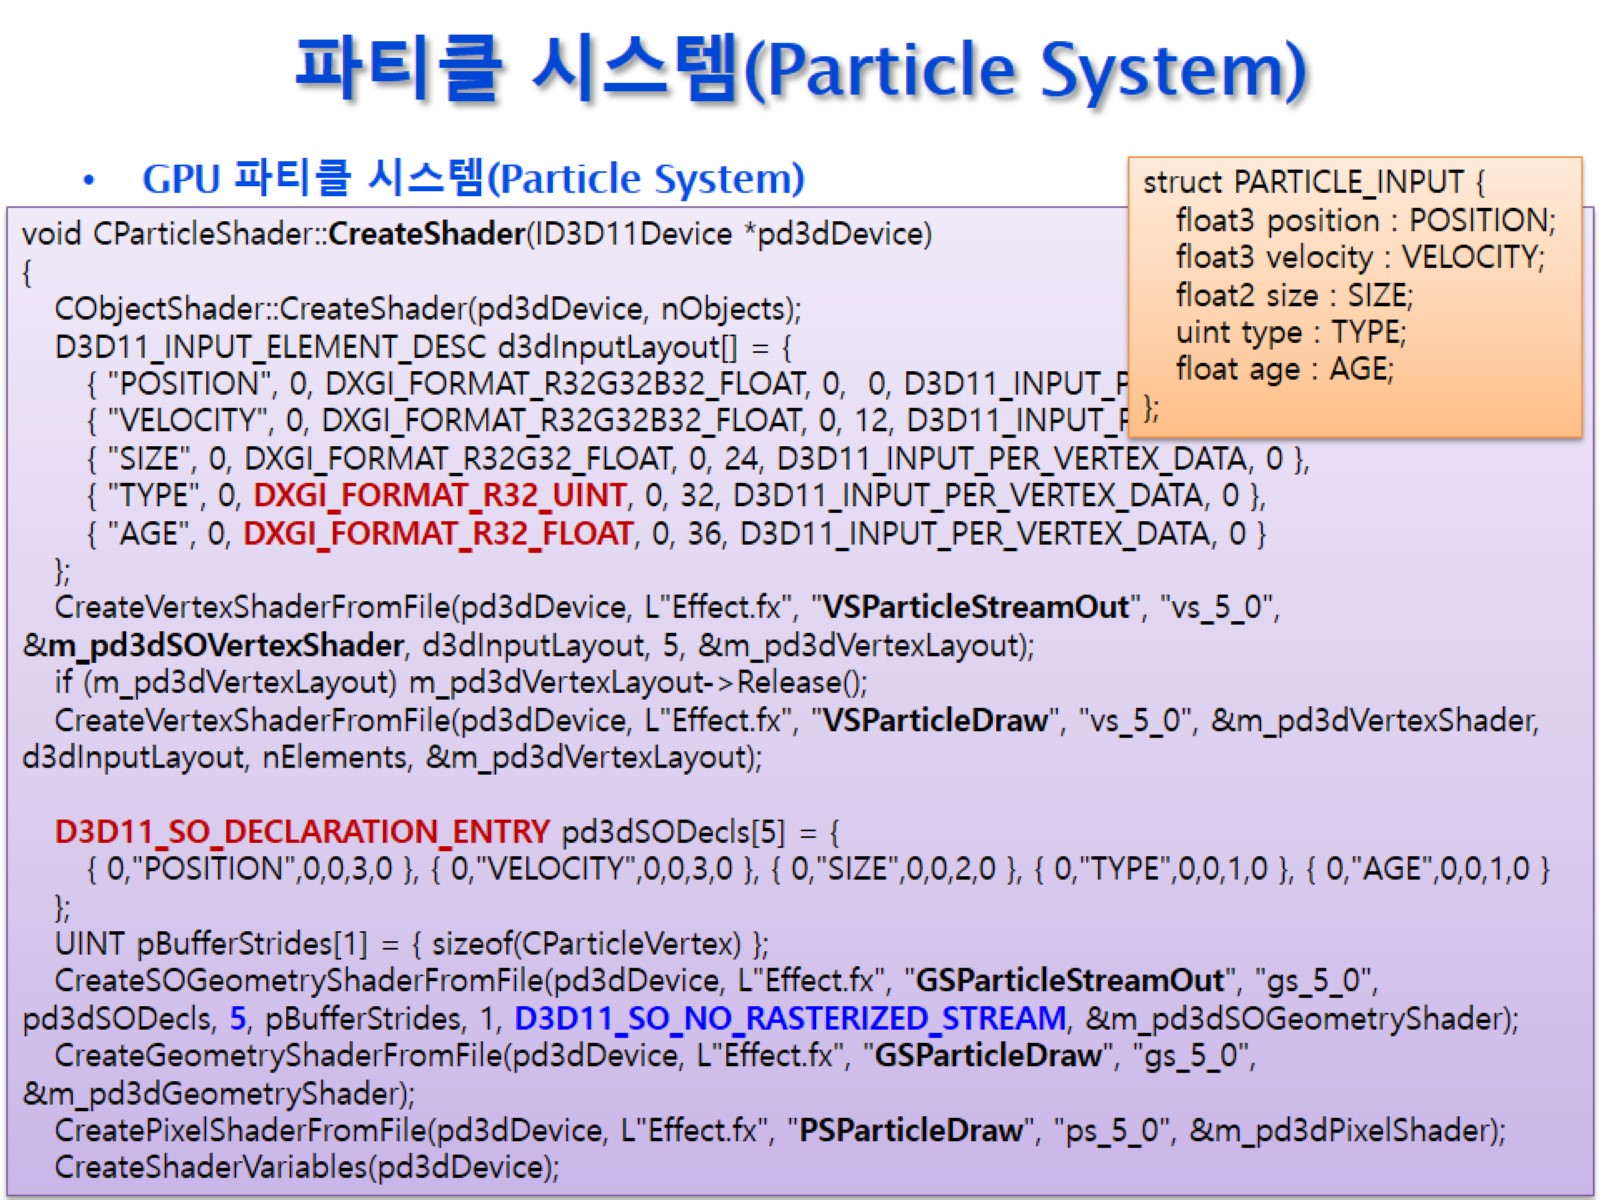 파티클 시스템(Particle System)
• GPU 파티클 시스템(Particle System)
struct PARTICLE_INPUT {
float3 position : POSITION;
float3 velocity : VELOCITY;
float2 size : SIZE;
uint type : TYPE;
float age : AGE;
};
void CParticleShader::CreateShader(ID3D11Device *pd3dDevice)
{
CObjectShader::CreateShader(pd3dDevice, nObjects);
D3D11_INPUT_ELEMENT_DESC d3dInputLayout[] = {
{ "POSITION", 0, DXGI_FORMAT_R32G32B32_FLOAT, 0, 0, D3D11_INPUT_P
{ "VELOCITY", 0, DXGI_FORMAT_R32G32B32_FLOAT, 0, 12, D3D11_INPUT_P
{ "SIZE", 0, DXGI_FORMAT_R32G32_FLOAT, 0, 24, D3D11_INPUT_PER_VERTEX_DATA, 0 },
{ "TYPE", 0, DXGI_FORMAT_R32_UINT, 0, 32, D3D11_INPUT_PER_VERTEX_DATA, 0 },
{ "AGE", 0, DXGI_FORMAT_R32_FLOAT, 0, 36, D3D11_INPUT_PER_VERTEX_DATA, 0 }
};
CreateVertexShaderFromFile(pd3dDevice, L"Effect.fx", "VSParticleStreamOut", "vs_5_0",
&m_pd3dSOVertexShader, d3dInputLayout, 5, &m_pd3dVertexLayout);
if (m_pd3dVertexLayout) m_pd3dVertexLayout->Release();
CreateVertexShaderFromFile(pd3dDevice, L"Effect.fx", "VSParticleDraw", "vs_5_0", &m_pd3dVertexShader,
d3dInputLayout, nElements, &m_pd3dVertexLayout);
D3D11_SO_DECLARATION_ENTRY pd3dSODecls[5] = {
{ 0,"POSITION",0,0,3,0 }, { 0,"VELOCITY",0,0,3,0 }, { 0,"SIZE",0,0,2,0 }, { 0,"TYPE",0,0,1,0 }, { 0,"AGE",0,0,1,0 }
};
UINT pBufferStrides[1] = { sizeof(CParticleVertex) };
CreateSOGeometryShaderFromFile(pd3dDevice, L"Effect.fx", "GSParticleStreamOut", "gs_5_0",
pd3dSODecls, 5, pBufferStrides, 1, D3D11_SO_NO_RASTERIZED_STREAM, &m_pd3dSOGeometryShader);
CreateGeometryShaderFromFile(pd3dDevice, L"Effect.fx", "GSParticleDraw", "gs_5_0",
&m_pd3dGeometryShader);
CreatePixelShaderFromFile(pd3dDevice, L"Effect.fx", "PSParticleDraw", "ps_5_0", &m_pd3dPixelShader);
CreateShaderVariables(pd3dDevice);